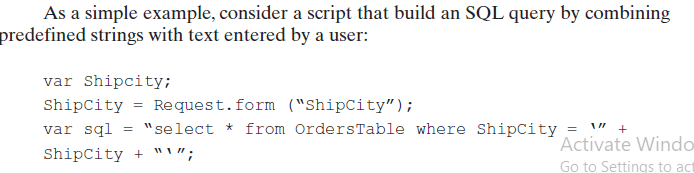 As a simple example, consider a script that build an SQL query by combining
predefined strings with text entered by a user:
var Shipcity;
ShipCity = Request.form (“ShipCity”);
var sql = “select * from OrdersTable where ShipCity = ‘” +
ShipCity + “‘”;
Activate Windo
Go to Settings to act